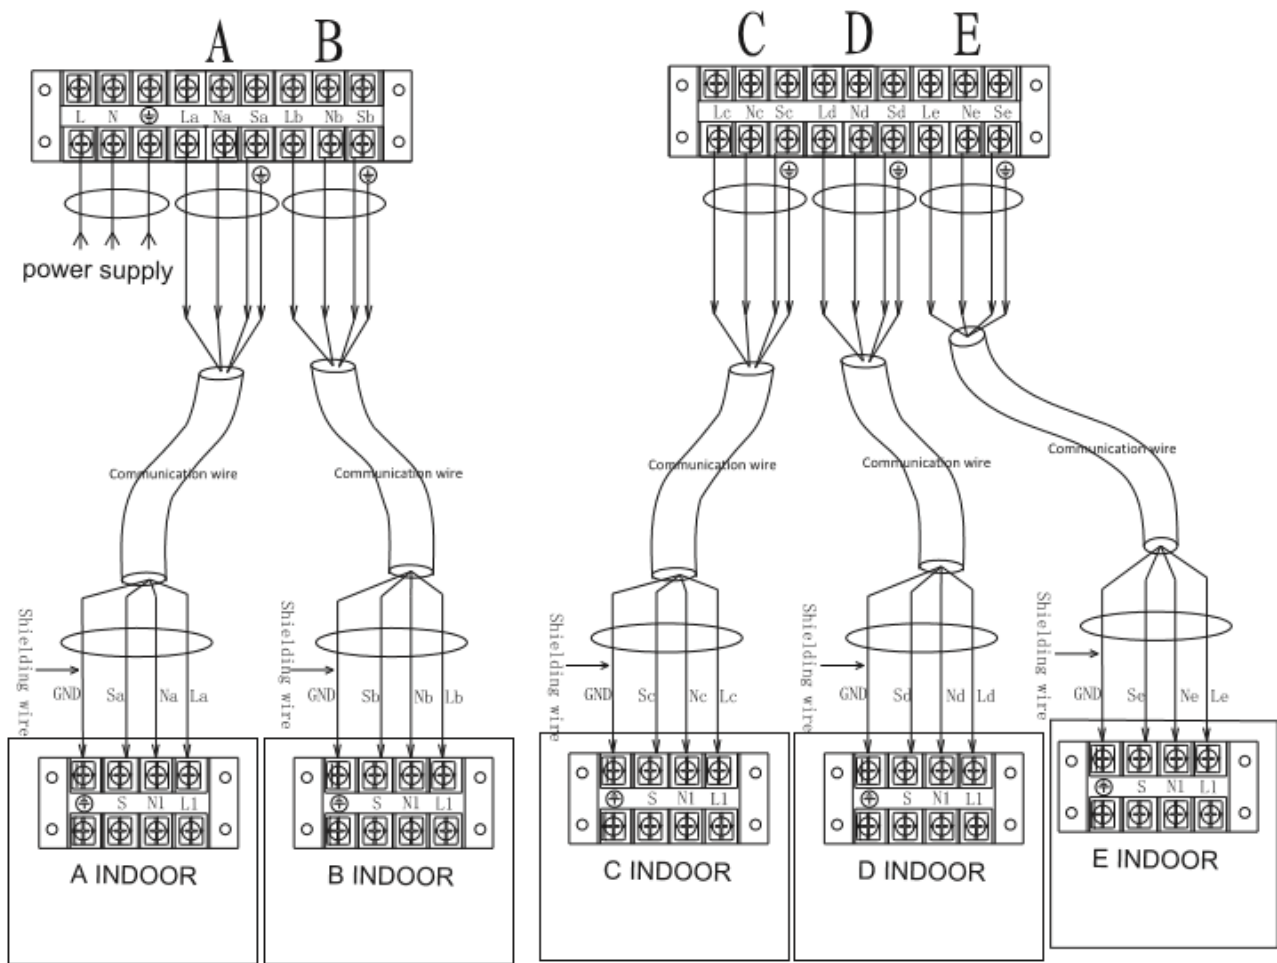 A B
C D E
L N La Na Sa Lb Nb Sb
Lc Nc Sc Ld Nd Sd Le Ne Se
power supply
Communication wire
Communication wire
Communication wire
Communication wire
Communication wire
Shielding wire
GND Sa Na La
Shielding wire
GND Sb Nb Lb
Shielding wire
GND Sc Nc Lc
Shielding wire
GND Sd Nd Ld
Shielding wire
GND Se Ne Le
S N1 L1
A INDOOR
S N1 L1
B INDOOR
S N1 L1
C INDOOR
S N1 L1
D INDOOR
S N1 L1
E INDOOR